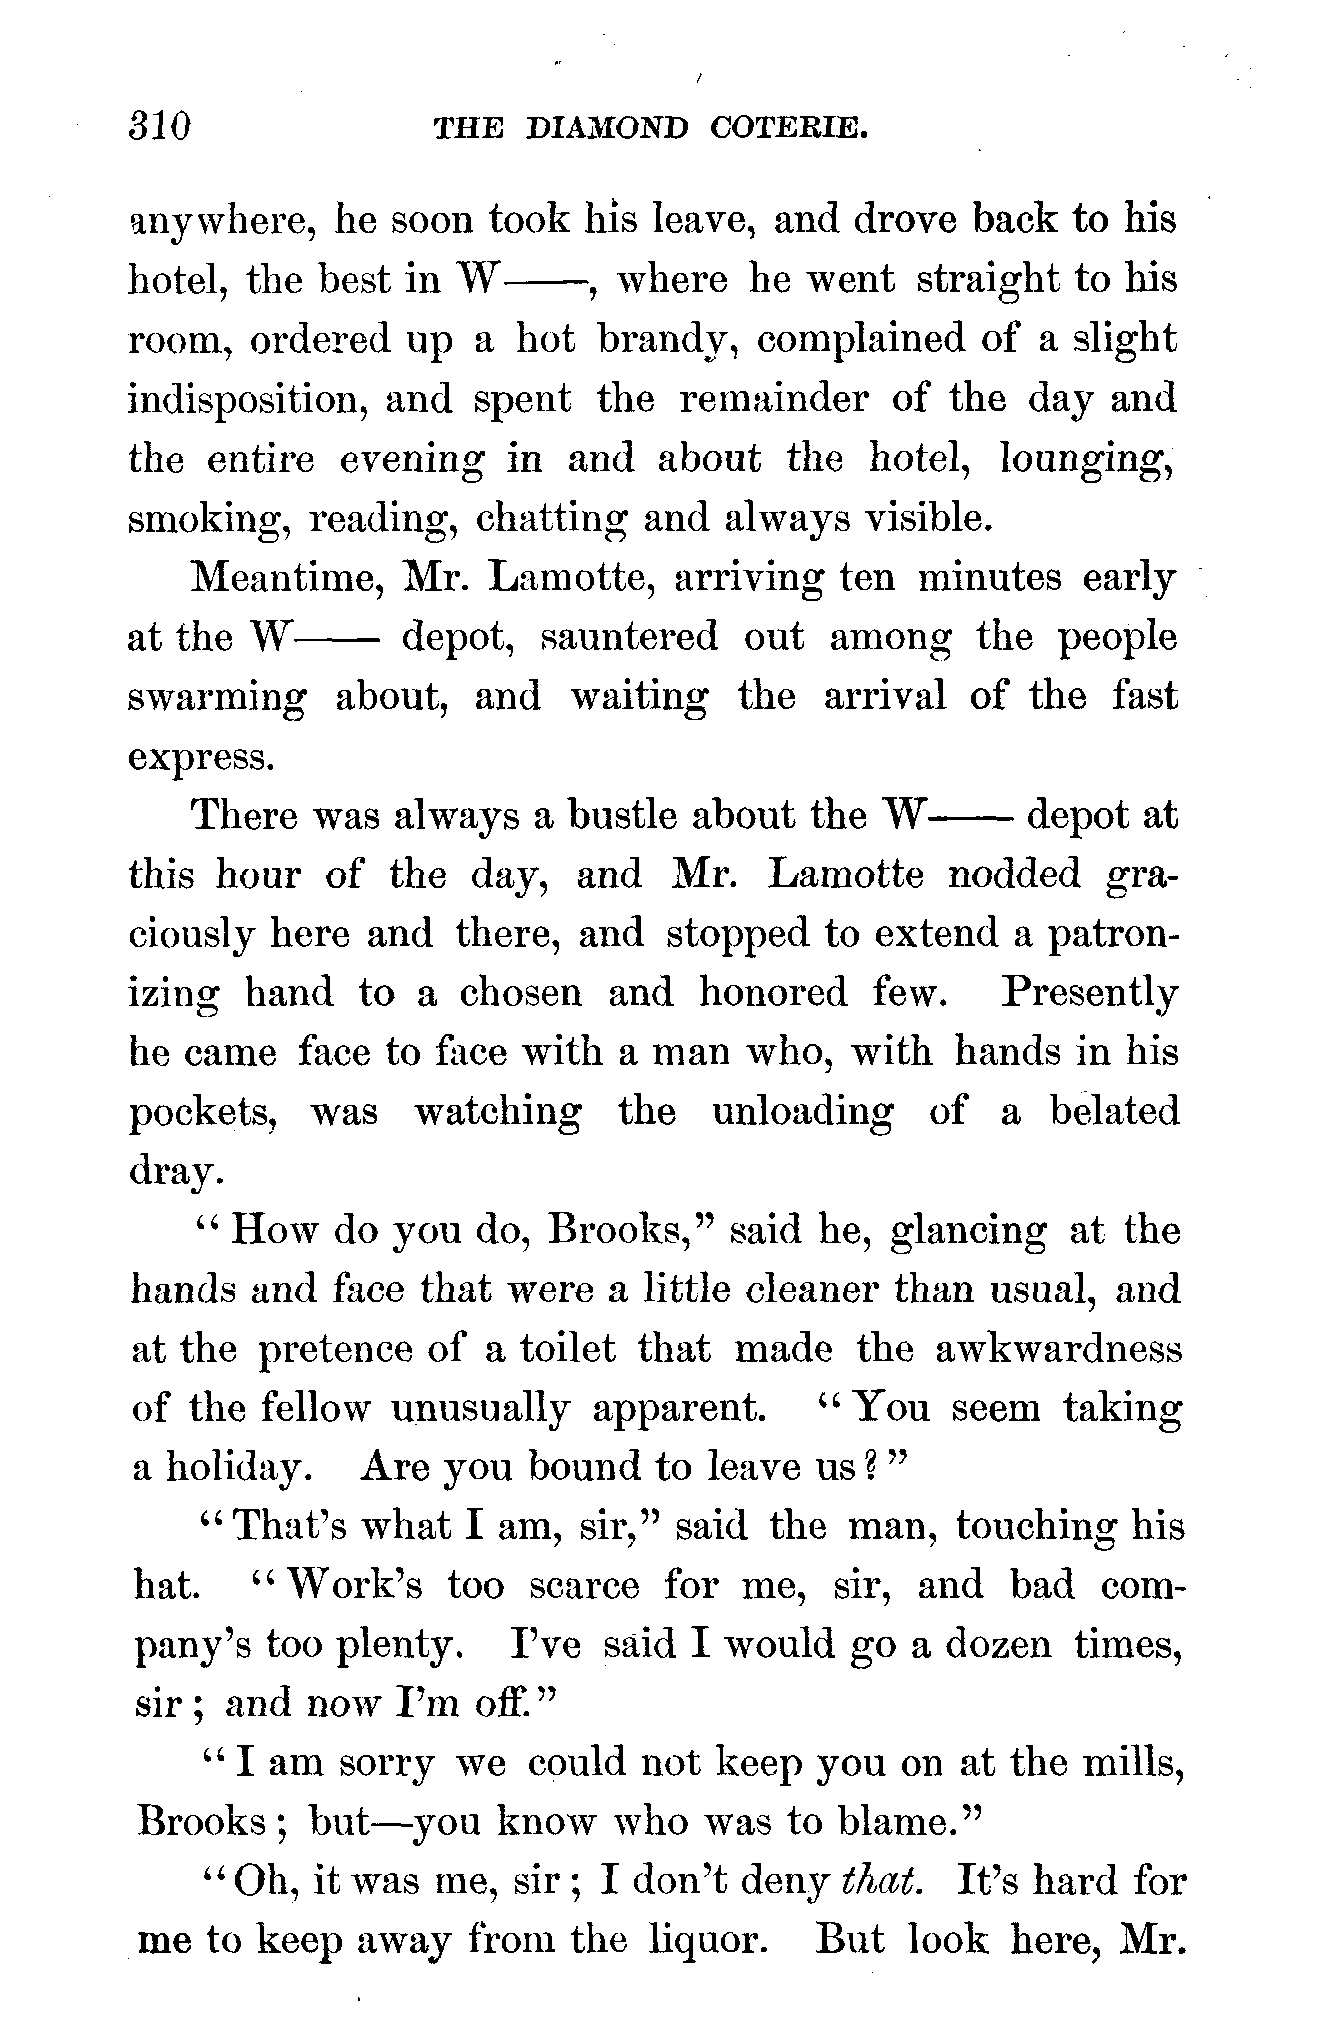 310 THE DIAMOND COTERIE.
anywhere, he soon took his leave, and drove back to his
hotel, the best in W——, where he went straight to his
room, ordered up a hot brandy, complained of a slight
indisposition, and spent the remainder of the day and
the entire evening in and about the hotel, lounging,
smoking, reading, chatting and always visible.
Meantime, Mr. Lamotte, arriving ten minutes early
at the W—— depot, sauntered out among the people
swarming about, and waiting the arrival of the fast
express.
There was always a bustle about the W—— depot at
this hour of the day, and Mr. Lamotte nodded gra-
ciously here and there, and stopped to extend a patron-
izing hand to a chosen and honored few. Presently
he came face to face with a man who, with hands in his
pockets, was watching the unloading of a belated
dray.
“How do you do, Brooks,” said he, glancing at the
hands and face that were a little cleaner than usual, and
at the pretence of a toilet that made the awkwardness
of the fellow unusually apparent. “You seem taking
a holiday. Are you bound to leave us?”
“That’s what I am, sir,” said the man, touching his
hat. “Work’s too scarce for me, sir, and bad com-
pany’s too plenty. I’ve said I would go a dozen times,
sir; and now I’m off.”
“I am sorry we could not keep you on at the mills,
Brooks; but—you know who was to blame.”
“Oh, it was me, sir; I don’t deny that. It’s hard for
me to keep away from the liquor. But look here, Mr.